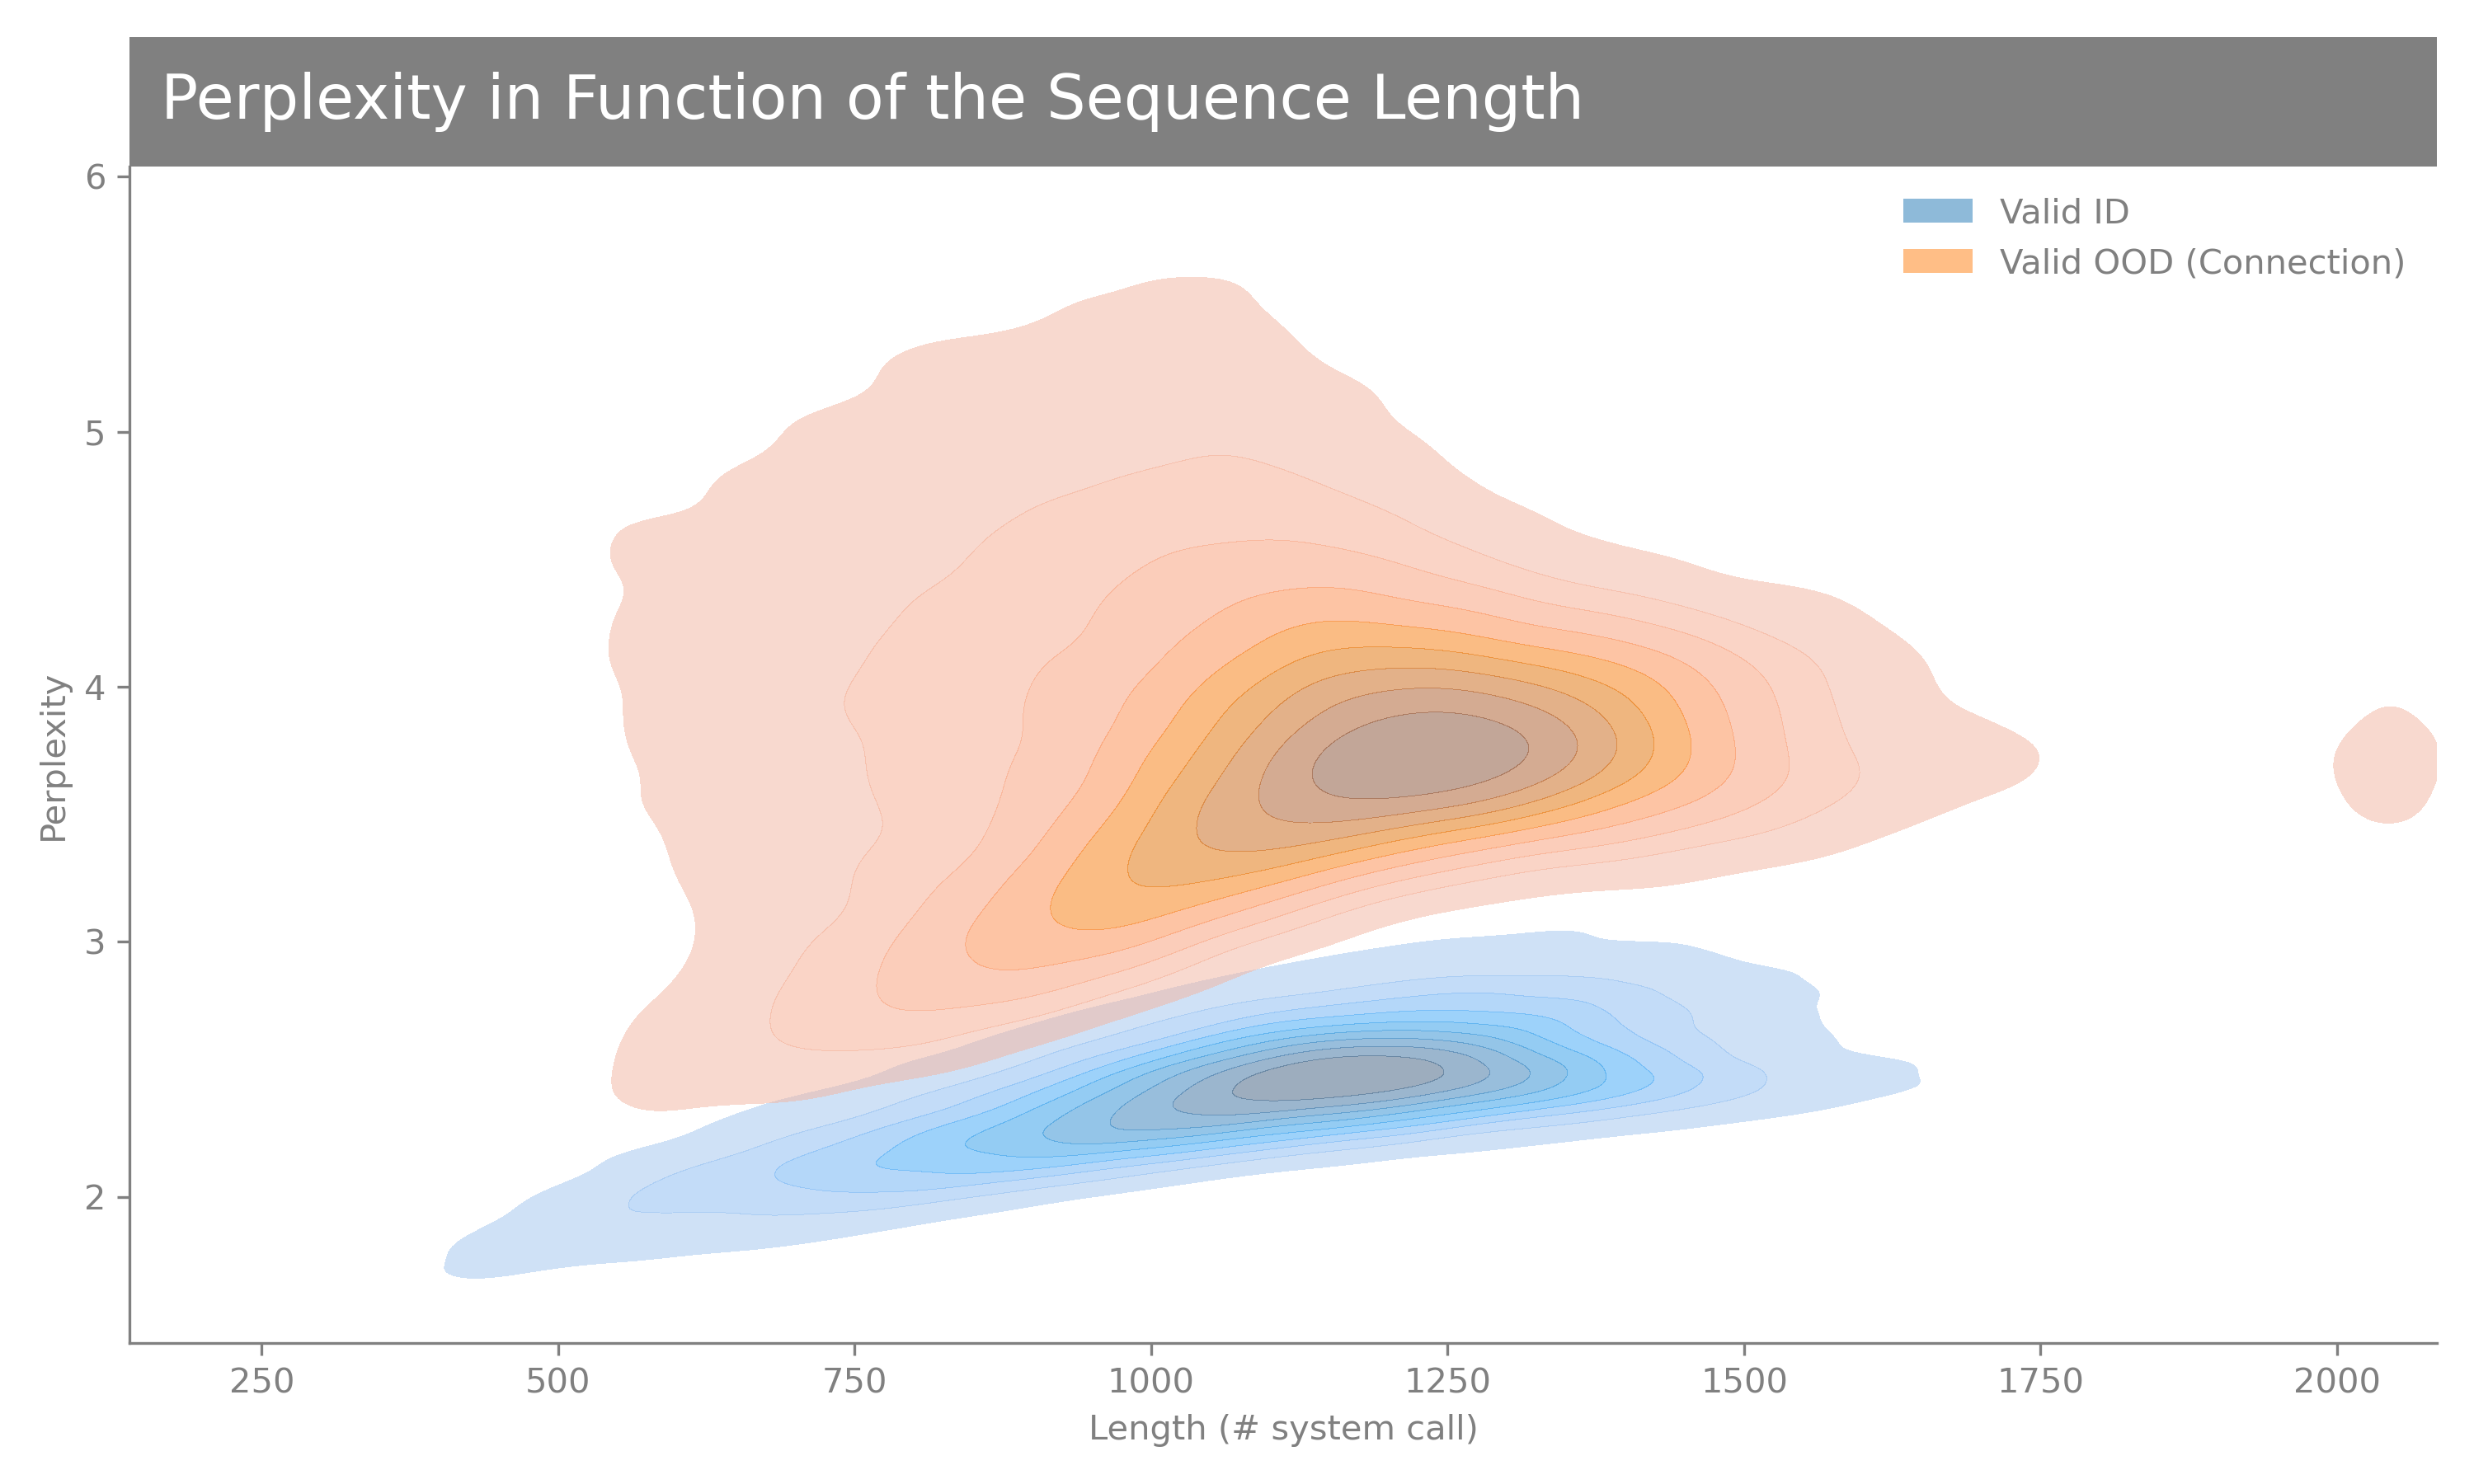 Perplexity in Function of the Sequence Length
Valid ID
Valid OOD (Connection)
Perplexity
6
5
4
3
2
250 500 750 1000 1250 1500 1750 2000
Length (# system call)